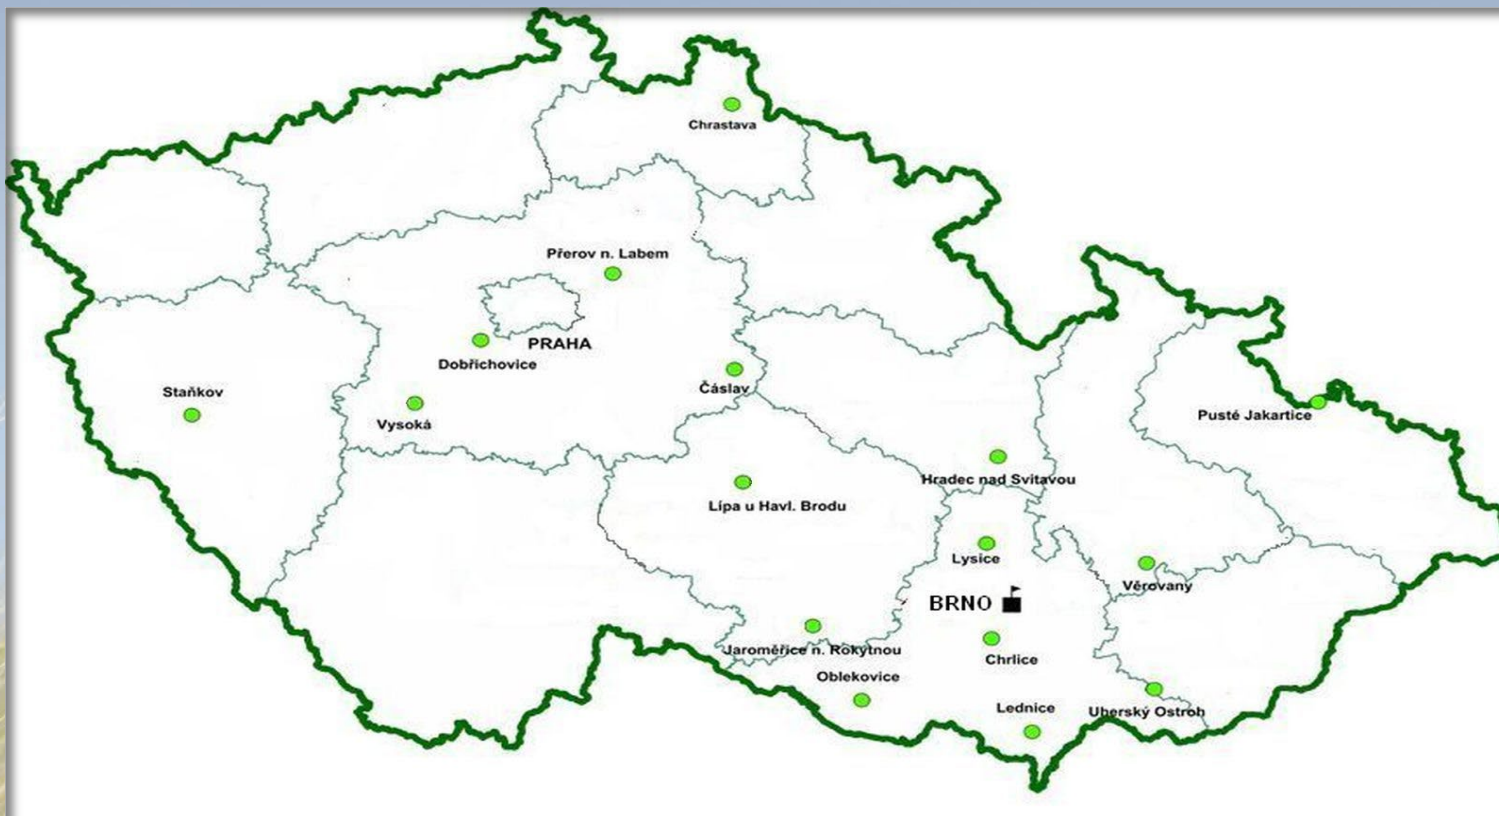 Chrastava
Přerov n. Labem
PRAHA
Dobřichovice
Čáslav
Staňkov
Vysoká
Pusté Jakartice
Hradec nad Svitavou
Lípa u Havl. Brodu
Lysice
Věrovany
BRNO
Jaroměřice n. Rokytnou
Chrlice
Oblekovice
Lednice
Uherský Ostroh